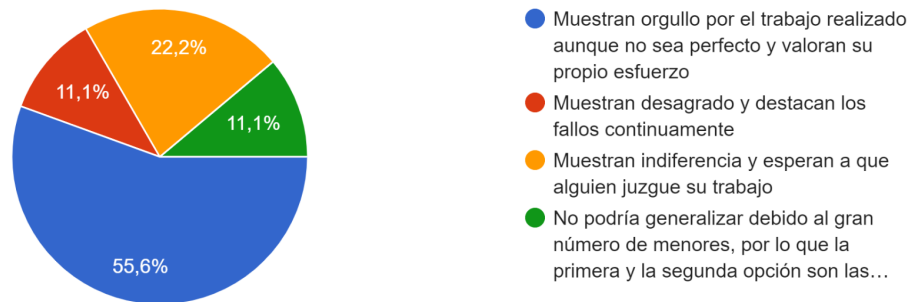 22,2%
11,1%
11,1%
55,6%
Muestran orgullo por el trabajo realizado
aunque no sea perfecto y valoran su
propio esfuerzo
Muestran desagrado y destacan los
fallos continuamente
Muestran indiferencia y esperan a que
alguien juzgue su trabajo
No podría generalizar debido al gran
número de menores, por lo que la
primera y la segunda opción son las…